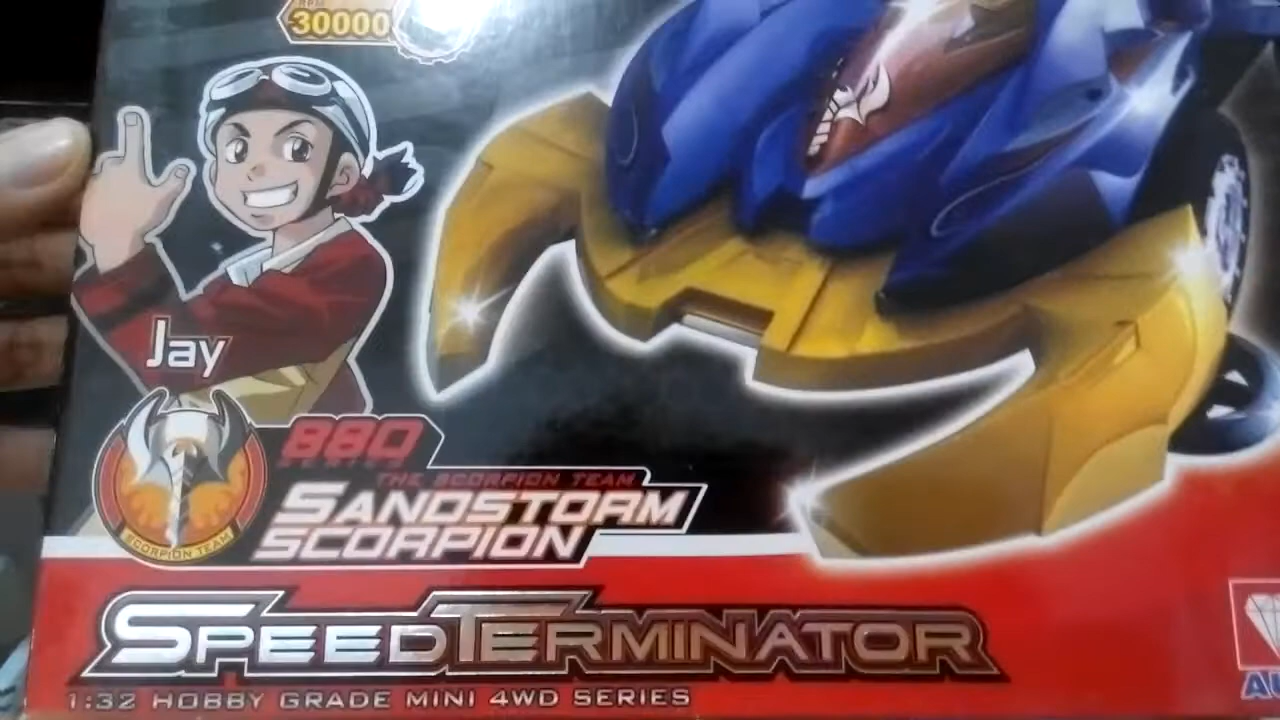 RPM
30000
Jay
880
SERIES
THE SCORPION TEAM
SANDSTORM
SCORPION
SCORPION TEAM
SPEEDTERMINATOR
1:32 HOBBY GRADE MINI 4WD SERIES